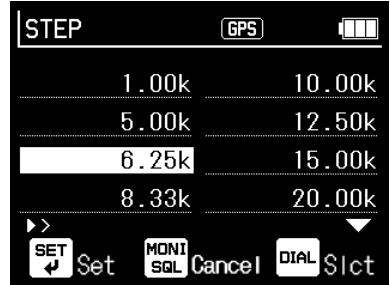 STEP GPS
1.00k 10.00k
5.00k 12.50k
6.25k 15.00k
8.33k 20.00k
SET Set MONI SQL Cancel DIAL Slct